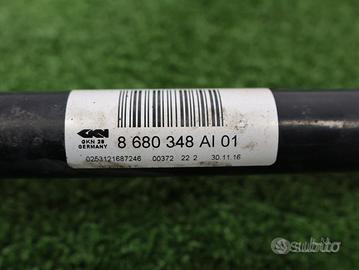 GKN
GKN 28
GERMANY
8 680 348 AI 01
0253121687246 00372 22 2 30.11.16
subito